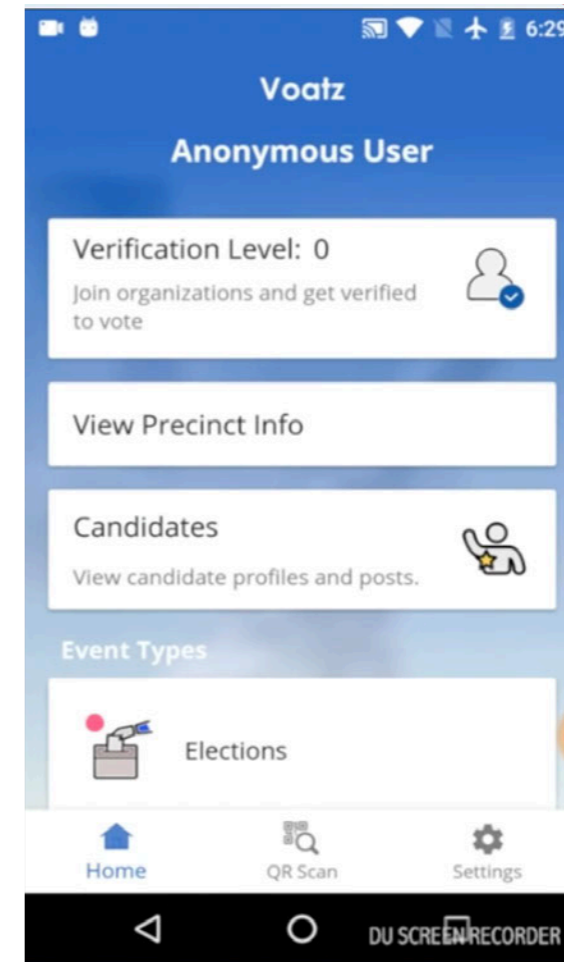 6:29
Voatz
Anonymous User
Verification Level: 0
Join organizations and get verified
to vote
View Precinct Info
Candidates
View candidate profiles and posts.
Event Types
Elections
Home
QR Scan
Settings
DU SCREEN RECORDER